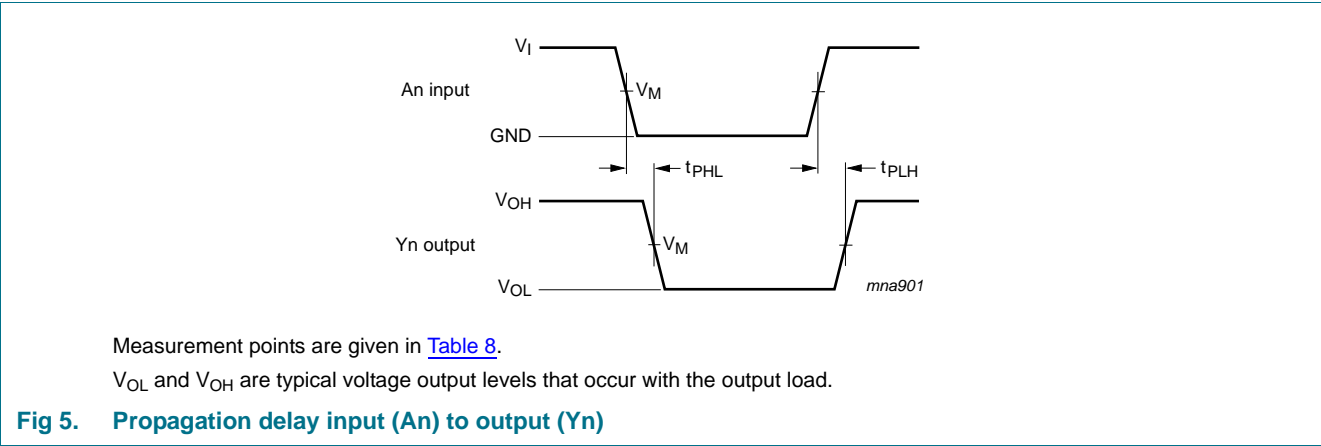 VI
An input
VM
GND
tPHL
tPLH
VOH
Yn output
VM
VOL
mna901
Measurement points are given in Table 8.
VOL and VOH are typical voltage output levels that occur with the output load.
Fig 5. Propagation delay input (An) to output (Yn)